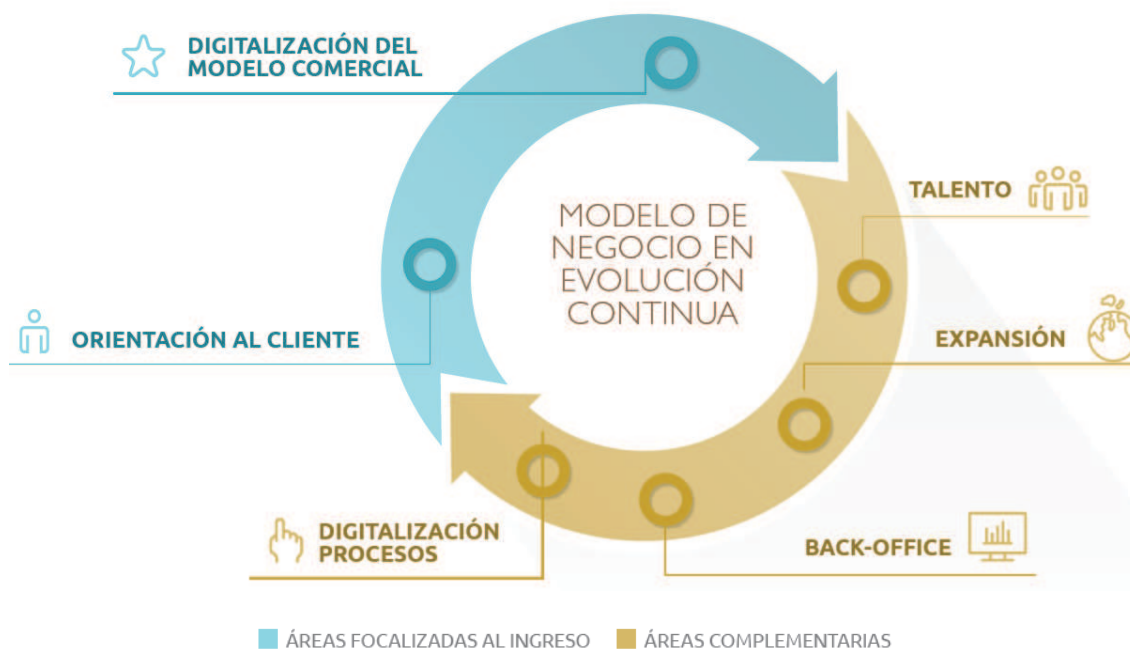 DIGITALIZACIÓN DEL
MODELO COMERCIAL
TALENTO
MODELO DE
NEGOCIO EN
EVOLUCIÓN
CONTINUA
ORIENTACIÓN AL CLIENTE
EXPANSIÓN
DIGITALIZACIÓN
PROCESOS
BACK-OFFICE
ÁREAS FOCALIZADAS AL INGRESO
ÁREAS COMPLEMENTARIAS